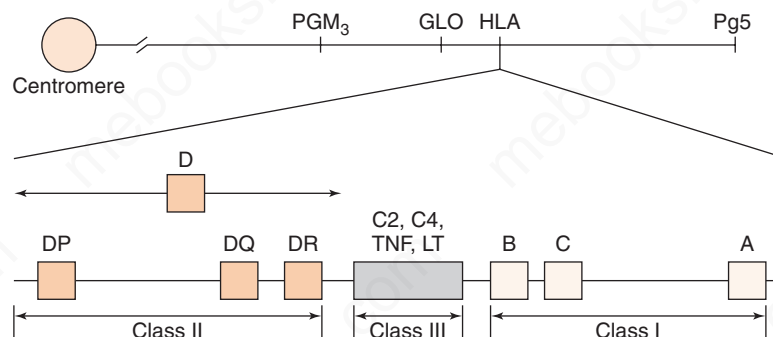 PGM3 GLO HLA Pg5
Centromere
D
C2, C4,
TNF, LT
DP DQ DR B C A
Class II Class III Class I